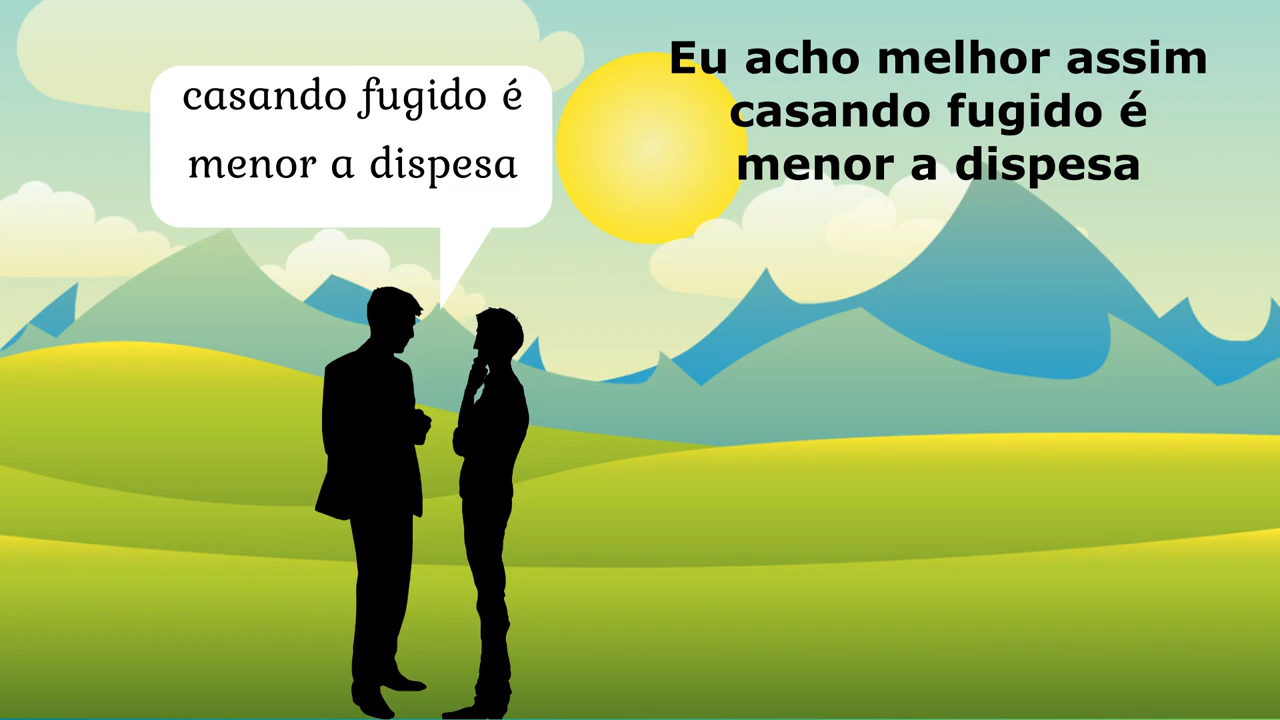 casando fugido é
menor a dispesa
Eu acho melhor assim
casando fugido é
menor a dispesa